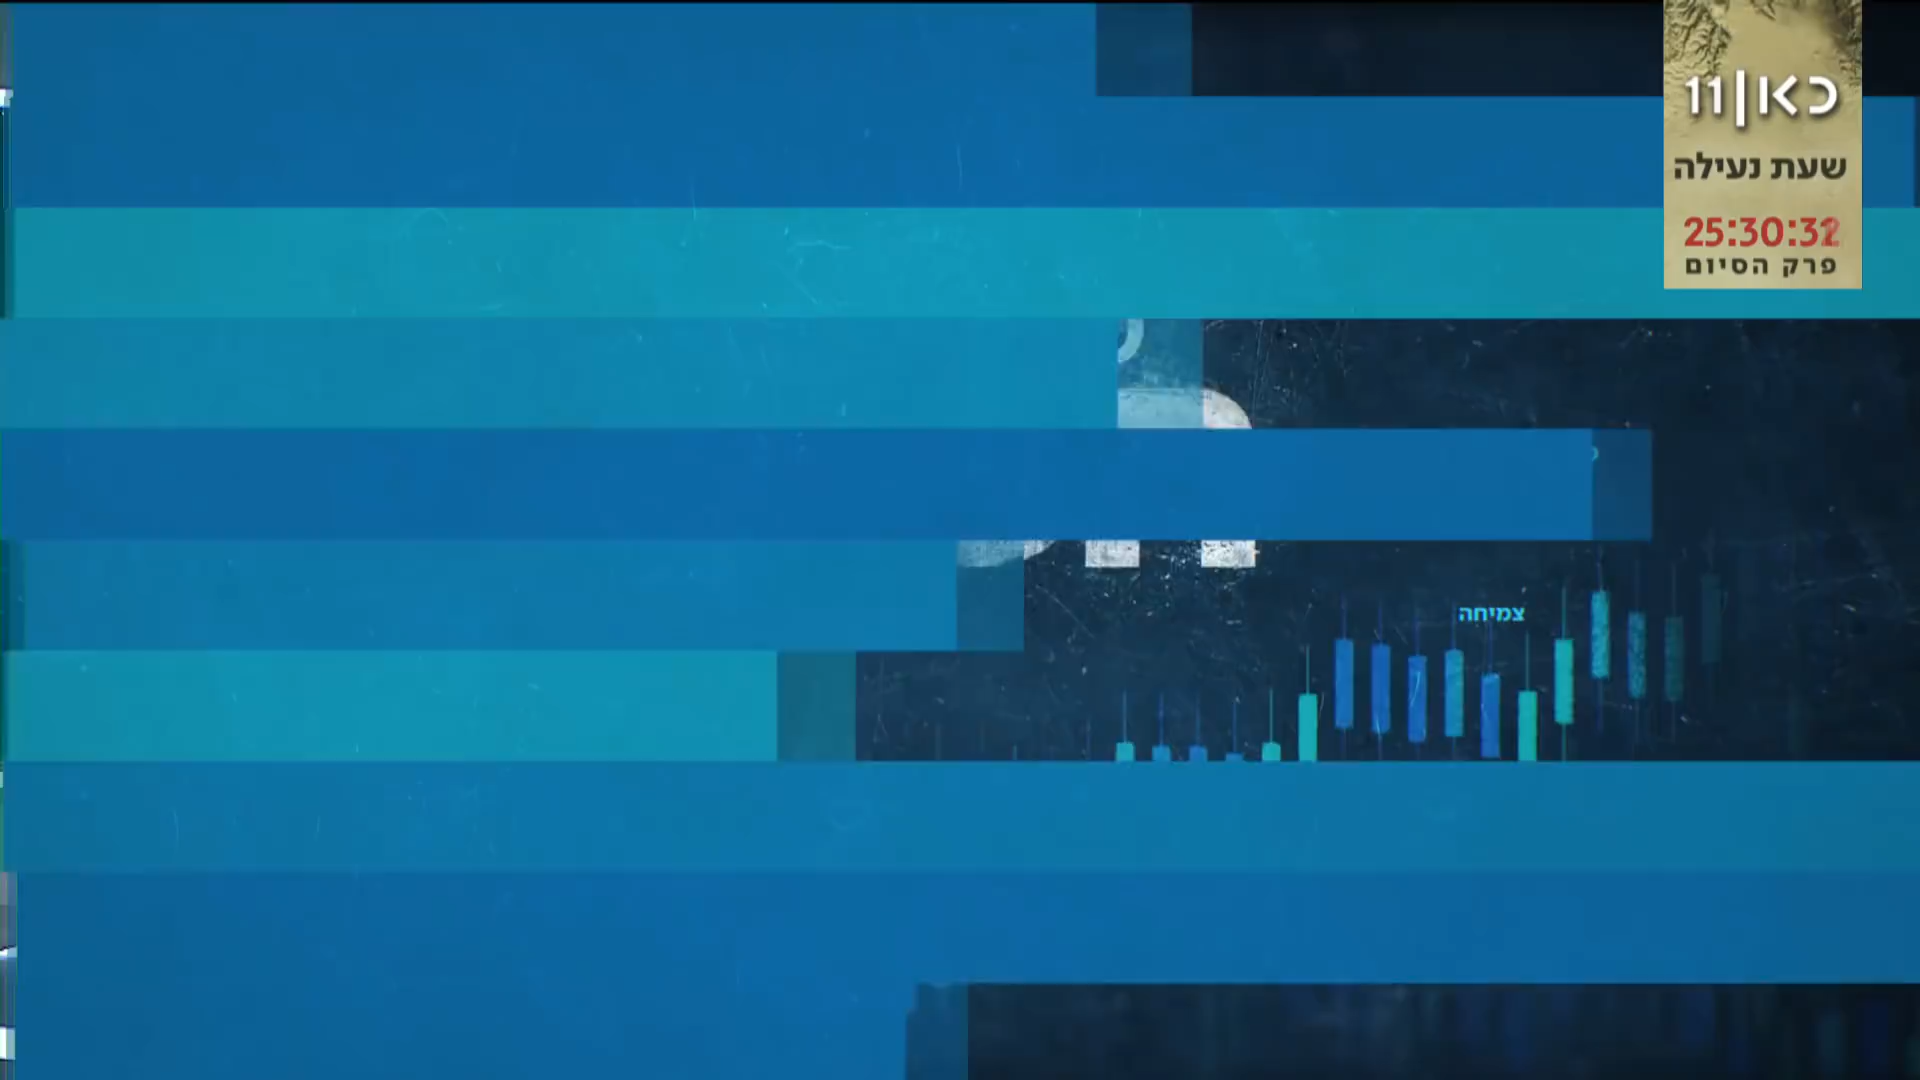 כאן|11
שעת נעילה
25:30:32
פרק הסיום
צמיחה